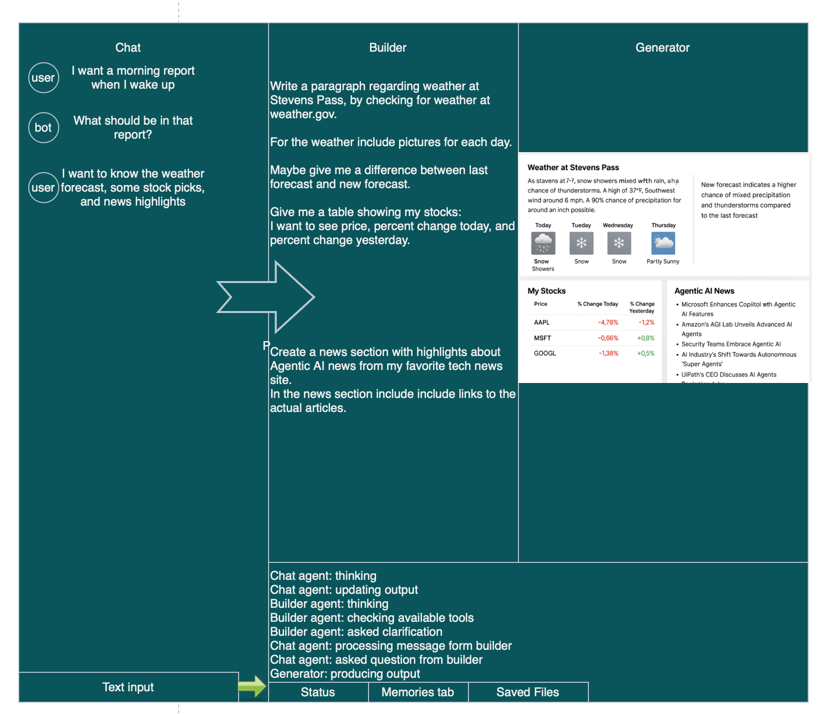 Chat
user
I want a morning report
when I wake up
bot
What should be in that
report?
user
I want to know the weather
forecast, some stock picks,
and news highlights
Text input
Builder
Write a paragraph regarding weather at
Stevens Pass, by checking for weather at
weather.gov.
For the weather include pictures for each day.
Maybe give me a difference between last
forecast and new forecast.
Give me a table showing my stocks:
I want to see price, percent change today, and
percent change yesterday.
P
Create a news section with highlights about
Agentic AI news from my favorite tech news
site.
In the news section include include links to the
actual articles.
Generator
Weather at Stevens Pass
As stavens at snow showers mixed with rain,
chance of thunderstorms. A high of 37°F, Southwest
wind around 6 mph. A 90% chance of precipitation for
around an inch possible.
New forecast indicates a higher
chance of mixed precipitation
and thunderstorms compared
to the last forecast
Today Tueday Wednesday Thursday
Snow Showers
Snow
Snow
Partly Sunny
My Stocks
Price % Change Today % Change Yesterday
AAPL -4,78% -1,2%
MSFT -0,66% +0,8%
GOOGL -1,38% +0,5%
Agentic AI News
• Microsoft Enhances Copiitol wth Agentic
AI Features
• Amazon's AGI Lab Unveils Advanced AI
Agents
• Security Teams Embrace Agentic AI
• AI Industry's Shift Towards Autonomnous
'Super Agents'
• UIPath's CEO Discusses AI Agents
Chat agent: thinking
Chat agent: updating output
Builder agent: thinking
Builder agent: checking available tools
Builder agent: asked clarification
Chat agent: processing message form builder
Chat agent: asked question from builder
Generator: producing output
Status
Memories tab
Saved Files